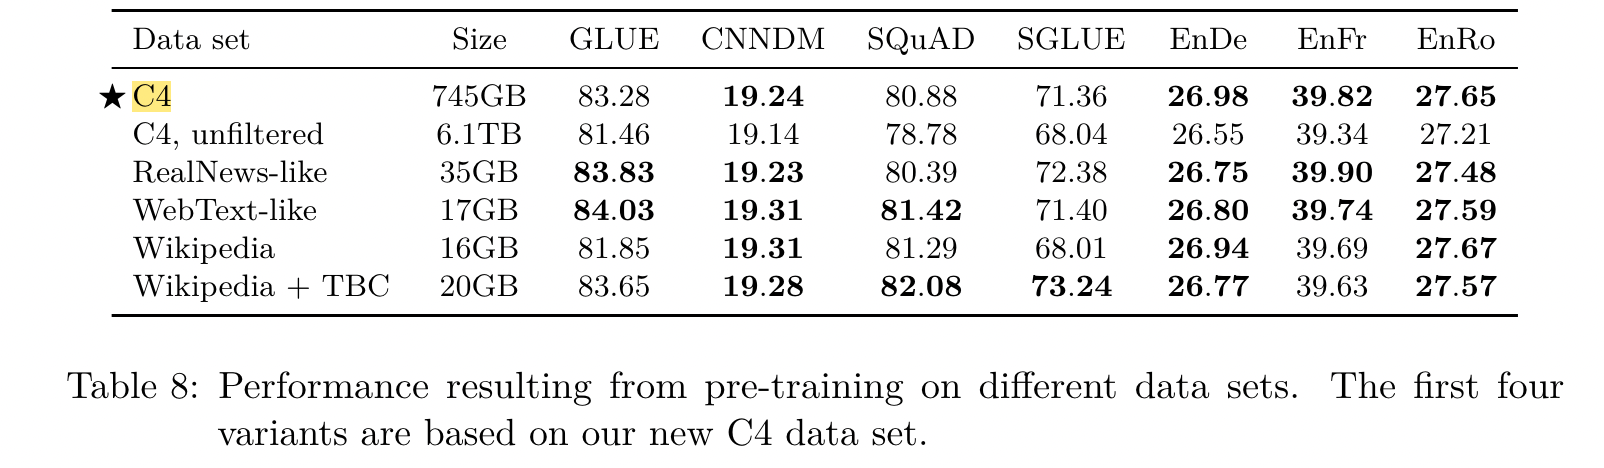 Data set Size GLUE CNNDM SQuAD SGLUE EnDe EnFr EnRo
★ C4 745GB 83.28 19.24 80.88 71.36 26.98 39.82 27.65
C4, unfiltered 6.1TB 81.46 19.14 78.78 68.04 26.55 39.34 27.21
RealNews-like 35GB 83.83 19.23 80.39 72.38 26.75 39.90 27.48
WebText-like 17GB 84.03 19.31 81.42 71.40 26.80 39.74 27.59
Wikipedia 16GB 81.85 19.31 81.29 68.01 26.94 39.69 27.67
Wikipedia + TBC 20GB 83.65 19.28 82.08 73.24 26.77 39.63 27.57
Table 8: Performance resulting from pre-training on different data sets. The first four
variants are based on our new C4 data set.